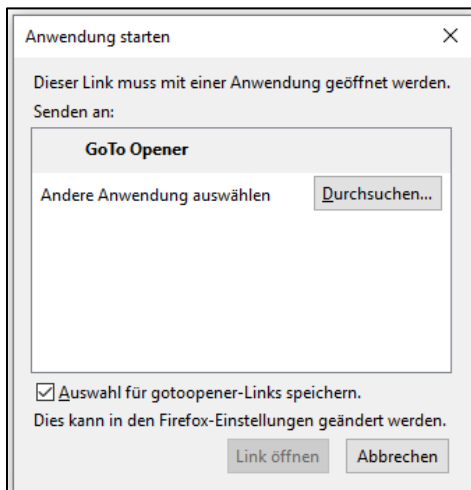 Anwendung starten
Dieser Link muss mit einer Anwendung geöffnet werden.
Senden an:
GoTo Opener
Andere Anwendung auswählen Durchsuchen...
Auswahl für gotoopener-Links speichern.
Dies kann in den Firefox-Einstellungen geändert werden.
Link öffnen Abbrechen